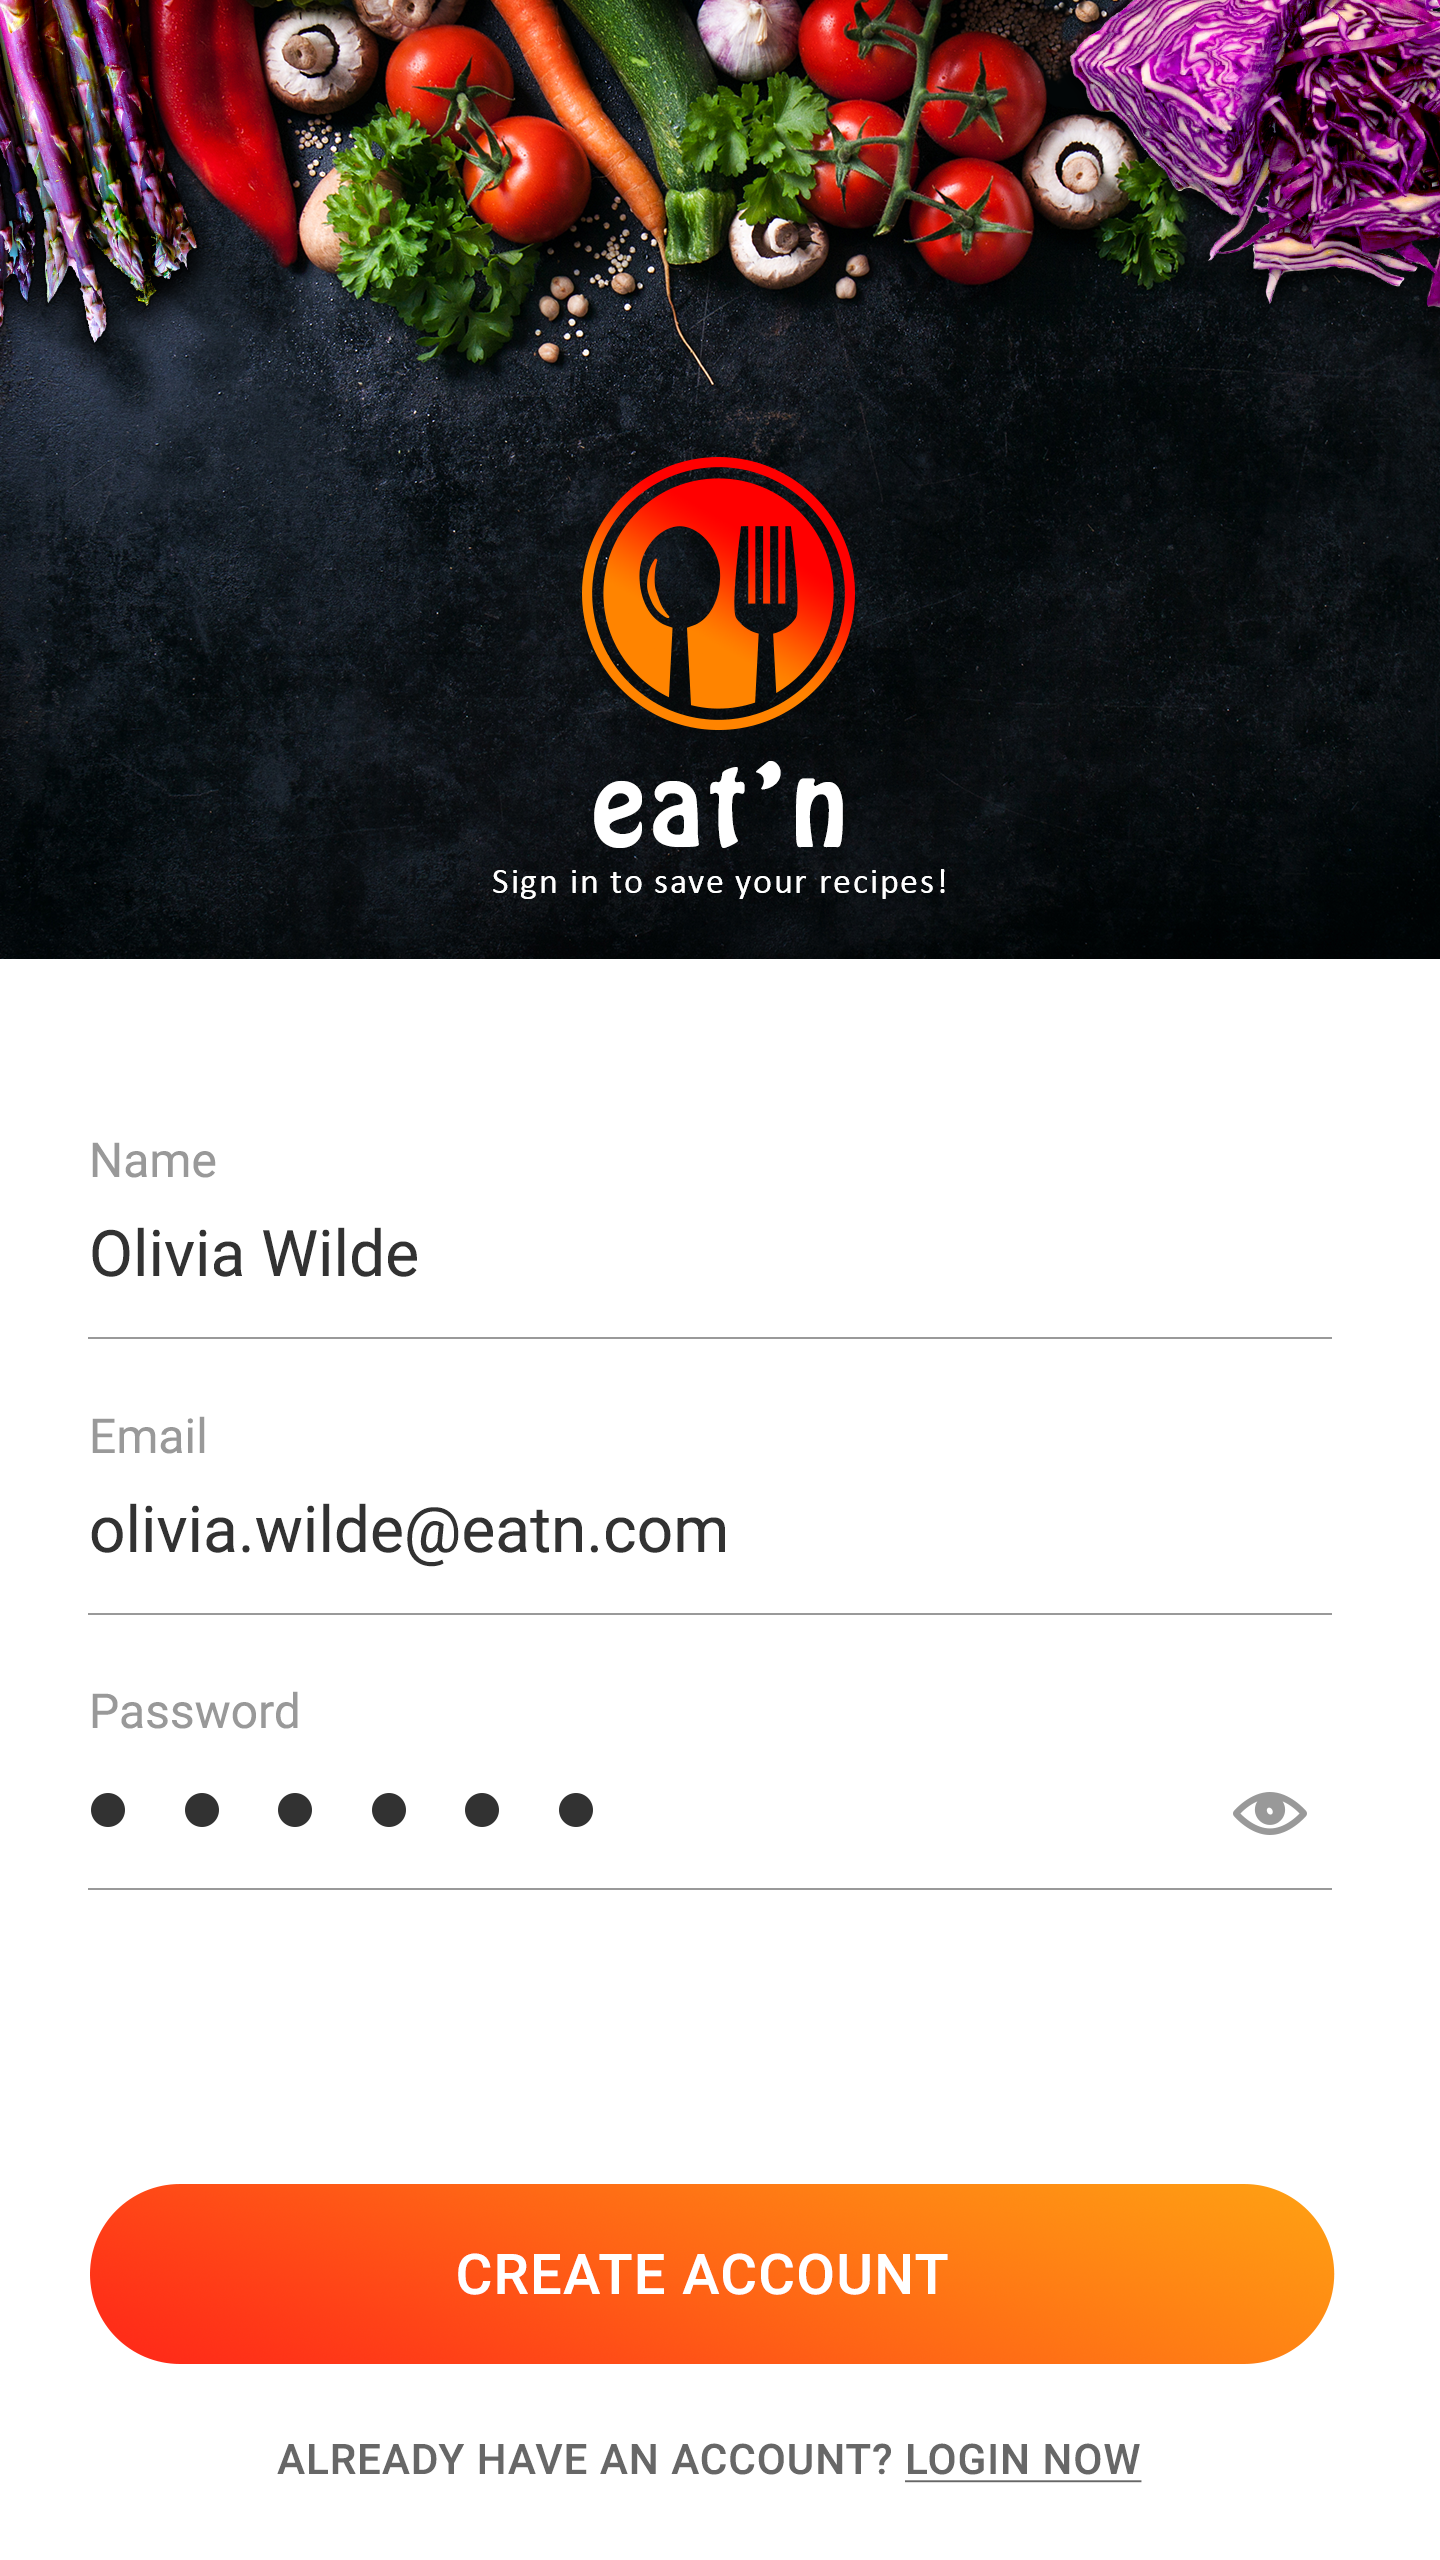 eat’n
Sign in to save your recipes!
Name
Olivia Wilde
Email
olivia.wilde@eatn.com
Password
CREATE ACCOUNT
ALREADY HAVE AN ACCOUNT? LOGIN NOW